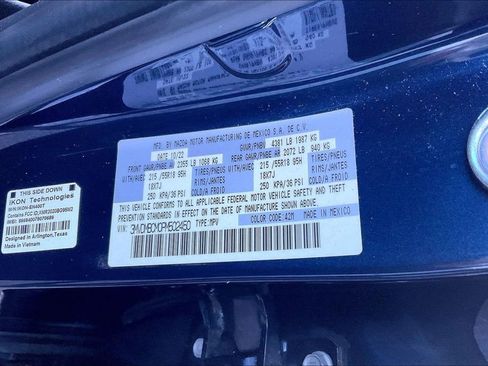 MFD. BY MAZDA MOTOR MANUFACTURING DE MEXICO S.A. DE C.V.
DATE 10/22 GVWR/PNBV 4381 LB 1987 KG
FRONT GAWR/PNBE AR 2355 LB 1068 KG REAR GAWR/PNBE AR 2072 LB 940 KG
WITH/AVEC 215/55R18 95H TIRES/PNEU WITH/AVEC 215/55R18 95H TIRES/PNEU
18X7J RIMS/JANTES 18X7J RIMS/JANTES
250 KPA/36 PSI COLD/A FROID 250 KPA/36 PSI COLD/A FROID
THIS VEHICLE CONFORMS TO ALL APPLICABLE FEDERAL MOTOR VEHICLE SAFETY AND THEFT
PREVENTION STANDARDS IN EFFECT ON THE DATE OF MANUFACTURE SHOWN ABOVE.
TYPE:MPV COLOR CODE:42M MADE IN MEXICO
THIS SIDE DOWN
IKON Technologies
Designed in Arlington,Texas
Made in Vietnam